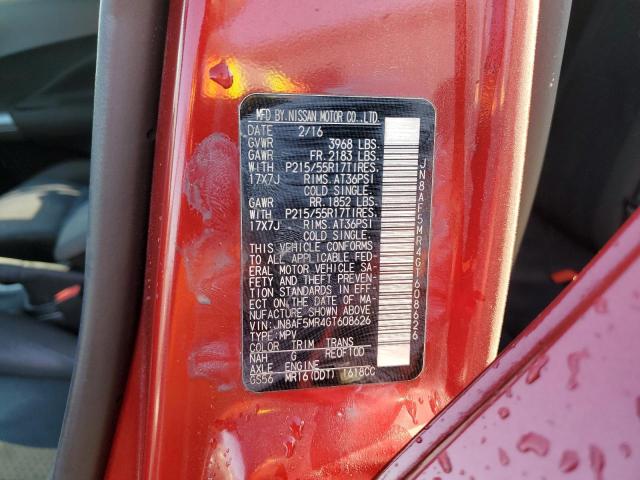 MFD BY NISSAN MOTOR CO., LTD.
DATE 2/16
GVWR 3968 LBS.
GAWR FR. 2183 LBS.
WITH P215/55R17TIRES,
17X7J RIMS, AT36PSI
COLD SINGLE.
GAWR RR. 1852 LBS.
WITH P215/55R17TIRES,
17X7J RIMS, AT36PSI
COLD SINGLE.
THIS VEHICLE CONFORMS
TO ALL APPLICABLE FED-
ERAL MOTOR VEHICLE SA-
FETY AND THEFT PREVEN-
TION STANDARDS IN EFF-
ECT ON THE DATE OF MA-
NUFACTURE SHOWN ABOVE.
VIN: JN8AF5MR4GT608626
TYPE: MPV
COLOR TRIM TRANS
NAH G RE0F10D
AXLE ENGINE
GS56 MR16(DDT) 1618CC
JN8AF5MR4GT608626